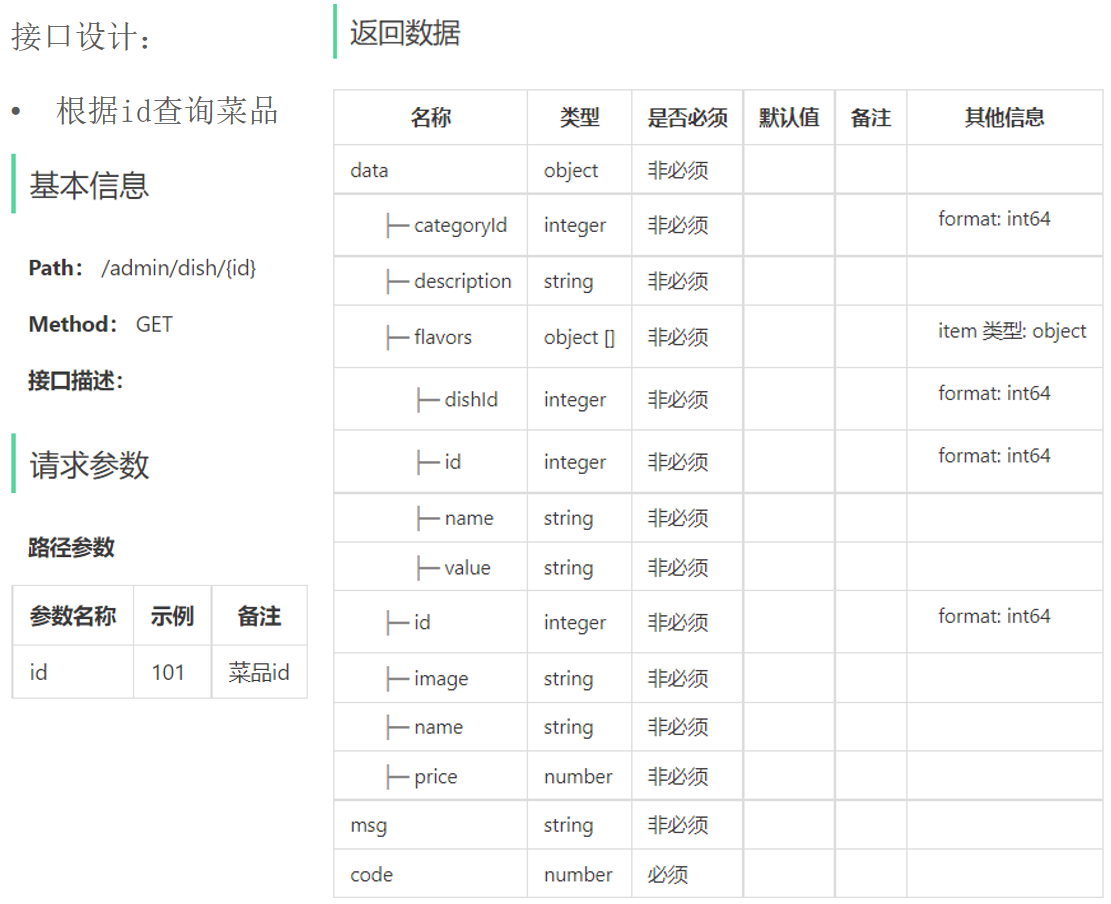 接口设计：
• 根据id查询菜品
基本信息
Path： /admin/dish/{id}
Method： GET
接口描述：
请求参数
路径参数
参数名称 示例 备注
id 101 菜品id
返回数据
名称 类型 是否必须 默认值 备注 其他信息
data object 非必须
├─ categoryId integer 非必须 format: int64
├─ description string 非必须
├─ flavors object [] 非必须 item 类型: object
├─ dishId integer 非必须 format: int64
├─ id integer 非必须 format: int64
├─ name string 非必须
├─ value string 非必须
├─ id integer 非必须 format: int64
├─ image string 非必须
├─ name string 非必须
├─ price number 非必须
msg string 非必须
code number 必须